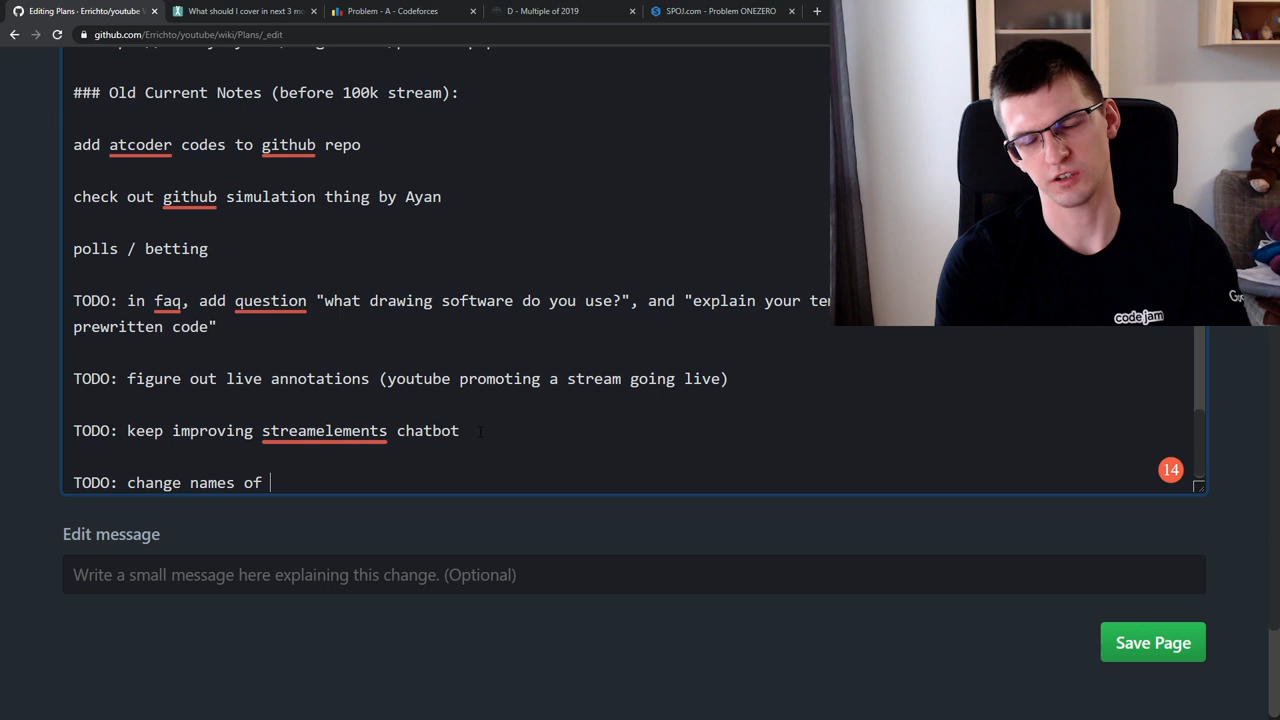 Editing Plans · Errichto/youtube
What should I cover in next 3 mo
Problem - A - Codeforces
D - Multiple of 2019
SPOJ.com - Problem ONEZERO
github.com/Errichto/youtube/wiki/Plans/_edit
### Old Current Notes (before 100k stream):
add atcoder codes to github repo
check out github simulation thing by Ayan
polls / betting
TODO: in faq, add question "what drawing software do you use?", and "explain your
prewritten code"
TODO: figure out live annotations (youtube promoting a stream going live)
TODO: keep improving streamelements chatbot
TODO: change names of
14
Edit message
Write a small message here explaining this change. (Optional)
Save Page
code jam